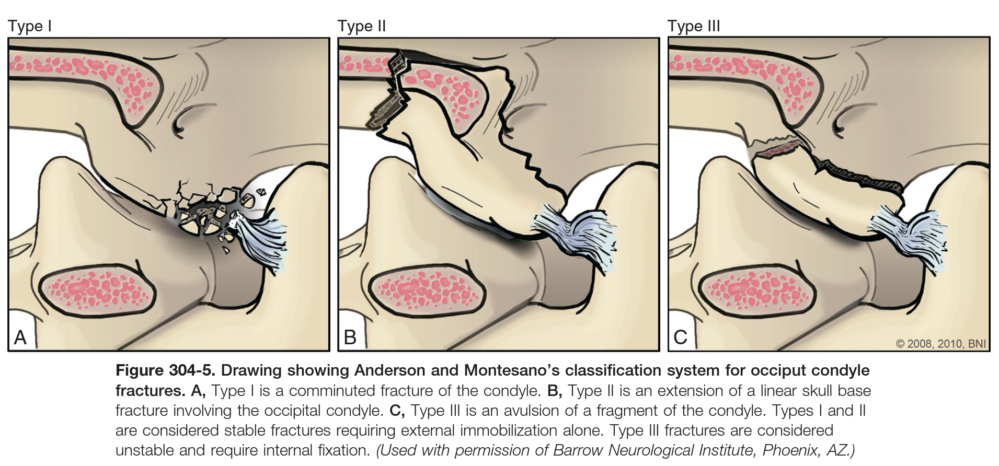 Type I
Type II
Type III
A
B
C
© 2008, 2010, BNI
Figure 304-5. Drawing showing Anderson and Montesano’s classification system for occiput condyle
fractures. A, Type I is a comminuted fracture of the condyle. B, Type II is an extension of a linear skull base
fracture involving the occipital condyle. C, Type III is an avulsion of a fragment of the condyle. Types I and II
are considered stable fractures requiring external immobilization alone. Type III fractures are considered
unstable and require internal fixation. (Used with permission of Barrow Neurological Institute, Phoenix, AZ.)